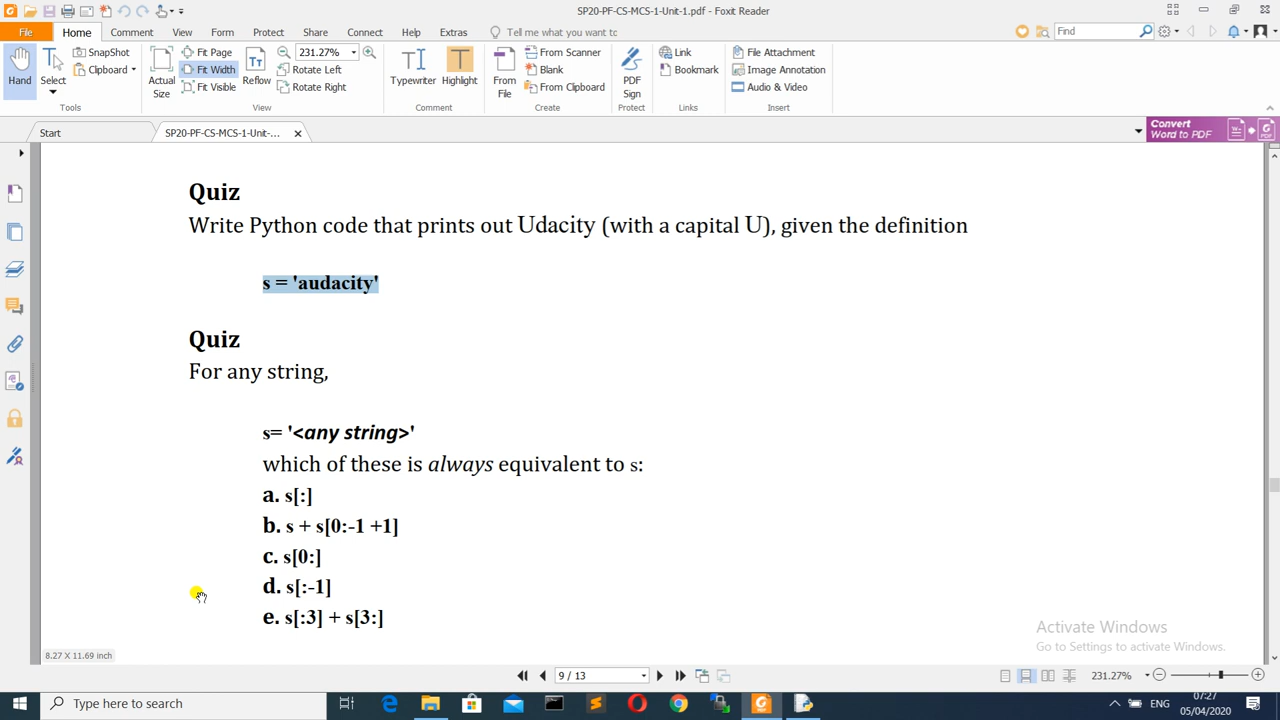 SP20-PF-CS-MCS-1-Unit-1.pdf - Foxit Reader
File Home Comment View Form Protect Share Connect Help Extras Tell me what you want to Find
Hand Select SnapShot Clipboard Actual Size Fit Page Fit Width Fit Visible Reflow 231.27% Rotate Left Rotate Right Typewriter Highlight From File From Scanner Blank From Clipboard PDF Sign Link Bookmark File Attachment Image Annotation Audio & Video
Tools View Comment Create Protect Links Insert
Start SP20-PF-CS-MCS-1-Unit-... Convert Word to PDF
Quiz
Write Python code that prints out Udacity (with a capital U), given the definition
s = 'audacity'
Quiz
For any string,
s= '<any string>'
which of these is always equivalent to s:
a. s[:]
b. s + s[0:-1 +1]
c. s[0:]
d. s[:-1]
e. s[:3] + s[3:]
Activate Windows
Go to Settings to activate Windows.
8.27 X 11.69 inch
9 / 13 231.27%
Type here to search ENG 07:27
05/04/2020